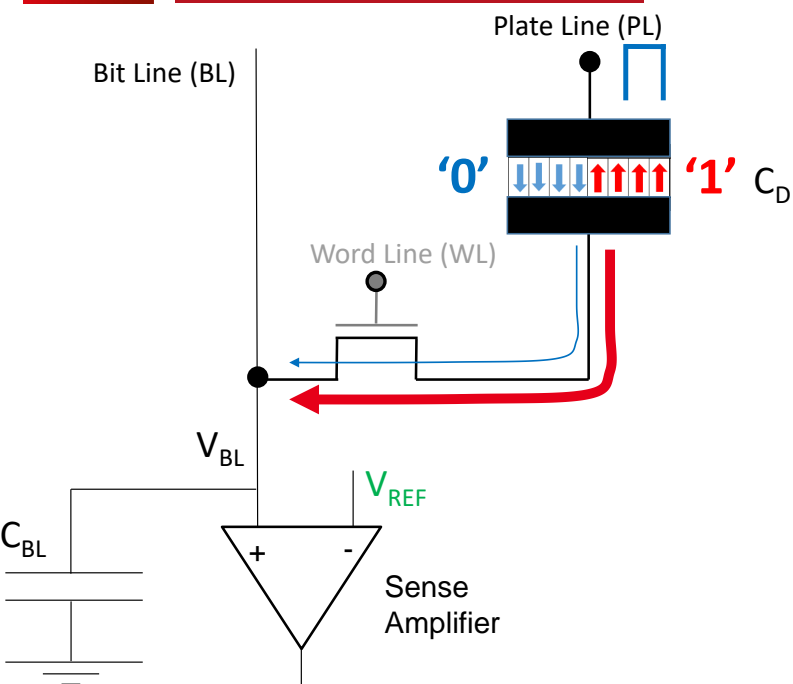 Plate Line (PL)
Bit Line (BL)
‘0’
‘1’ C_D
Word Line (WL)
V_BL
V_REF
C_BL
+ -
Sense
Amplifier